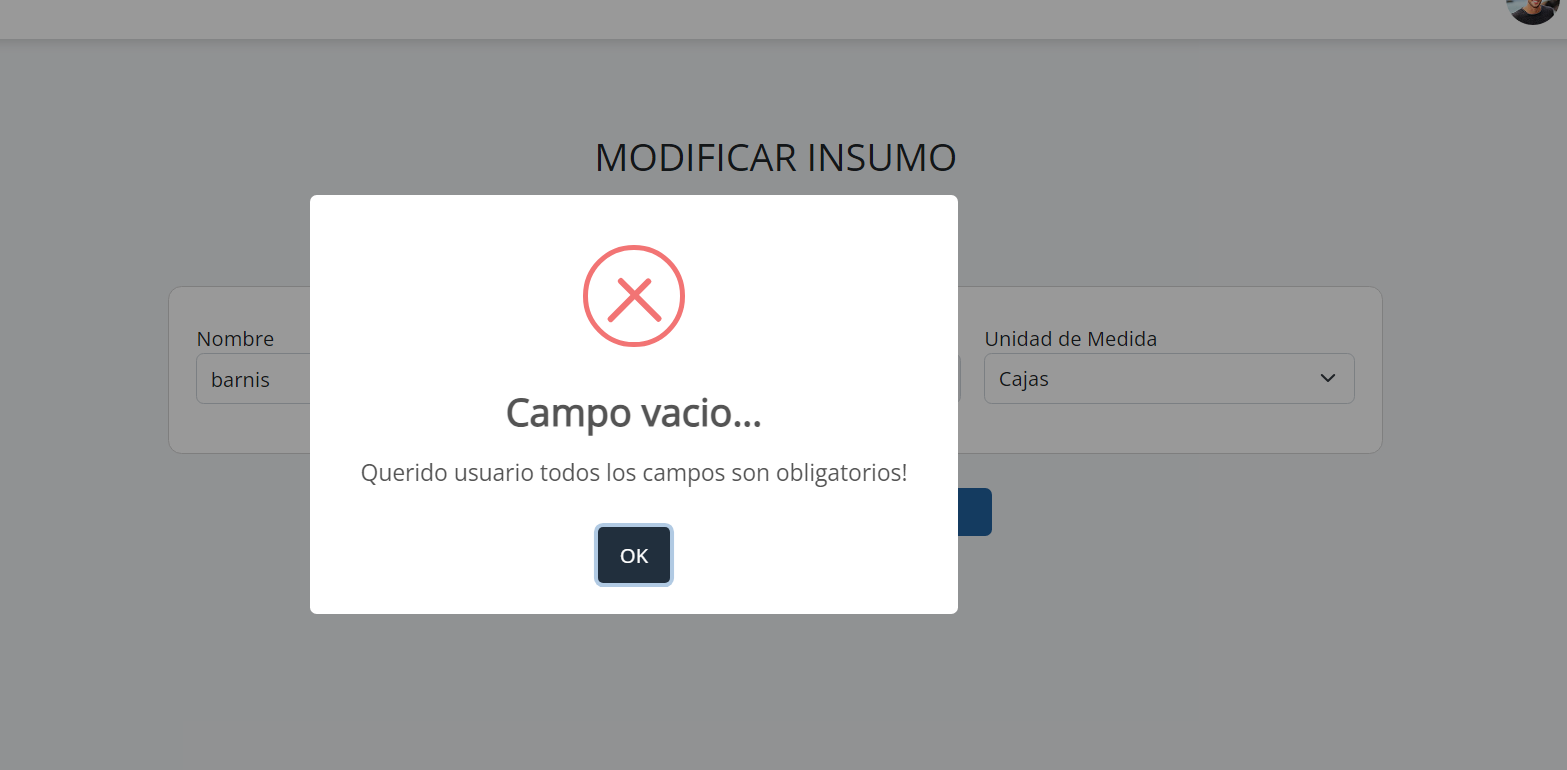 MODIFICAR INSUMO
Nombre
barnis
Unidad de Medida
Cajas
Campo vacio...
Querido usuario todos los campos son obligatorios!
OK